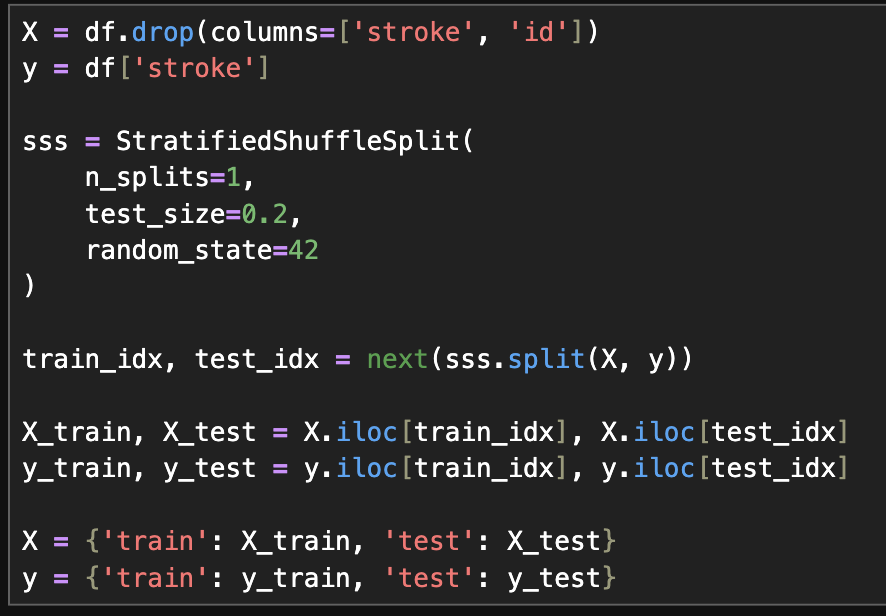 X = df.drop(columns=['stroke', 'id'])
y = df['stroke']
sss = StratifiedShuffleSplit(
    n_splits=1,
    test_size=0.2,
    random_state=42
)
train_idx, test_idx = next(sss.split(X, y))
X_train, X_test = X.iloc[train_idx], X.iloc[test_idx]
y_train, y_test = y.iloc[train_idx], y.iloc[test_idx]
X = {'train': X_train, 'test': X_test}
y = {'train': y_train, 'test': y_test}